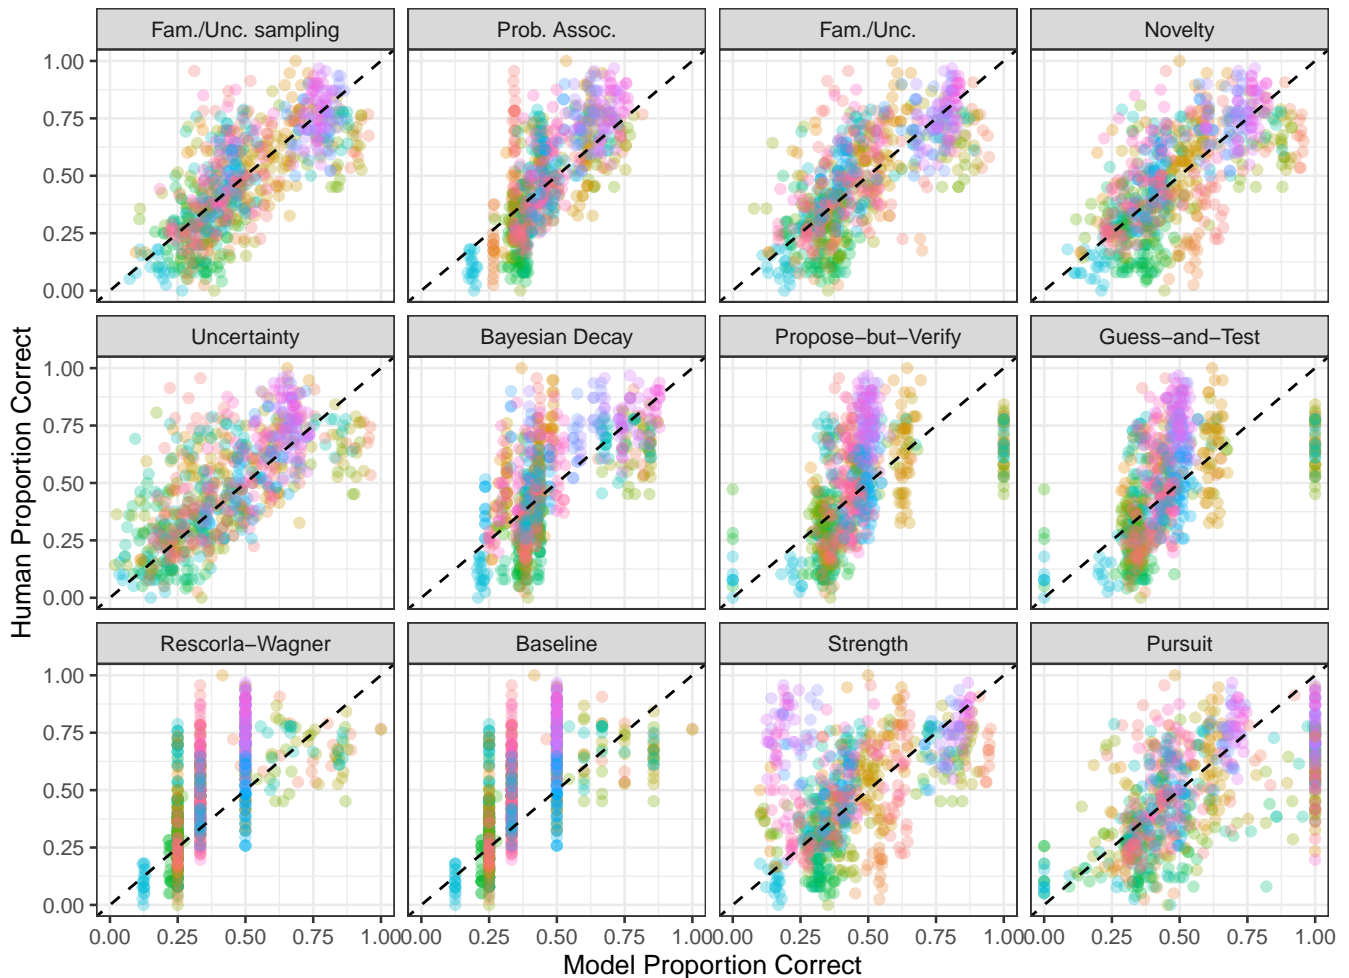 Fam./Unc. sampling
Prob. Assoc.
Fam./Unc.
Novelty
1.00
0.75
0.50
0.25
0.00
Uncertainty
Bayesian Decay
Propose−but−Verify
Guess−and−Test
1.00
0.75
0.50
0.25
0.00
Human Proportion Correct
Rescorla−Wagner
Baseline
Strength
Pursuit
1.00
0.75
0.50
0.25
0.00
0.00 0.25 0.50 0.75 1.00
0.00 0.25 0.50 0.75 1.00
0.00 0.25 0.50 0.75 1.00
0.00 0.25 0.50 0.75 1.00
Model Proportion Correct